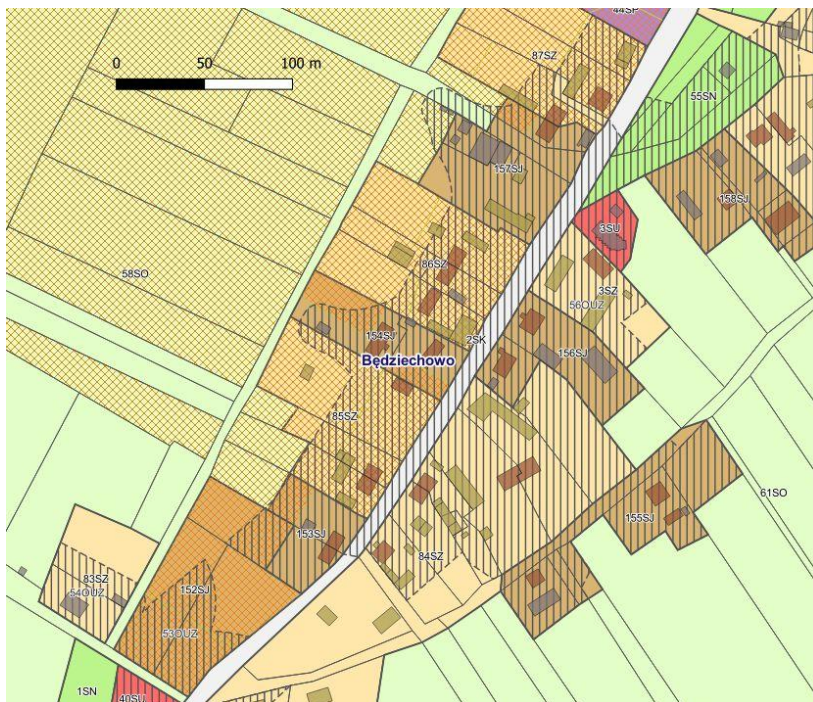 44SP
87SZ
0 50 100 m
55SN
157SJ
158SJ
3SU
86SZ
58SO
3SZ
56OUZ
154SJ
2SK
156SJ
Będziechowo
85SZ
61SO
155SJ
153SJ
84SZ
83SZ
54OUZ
152SJ
53OUZ
1SN
40SU